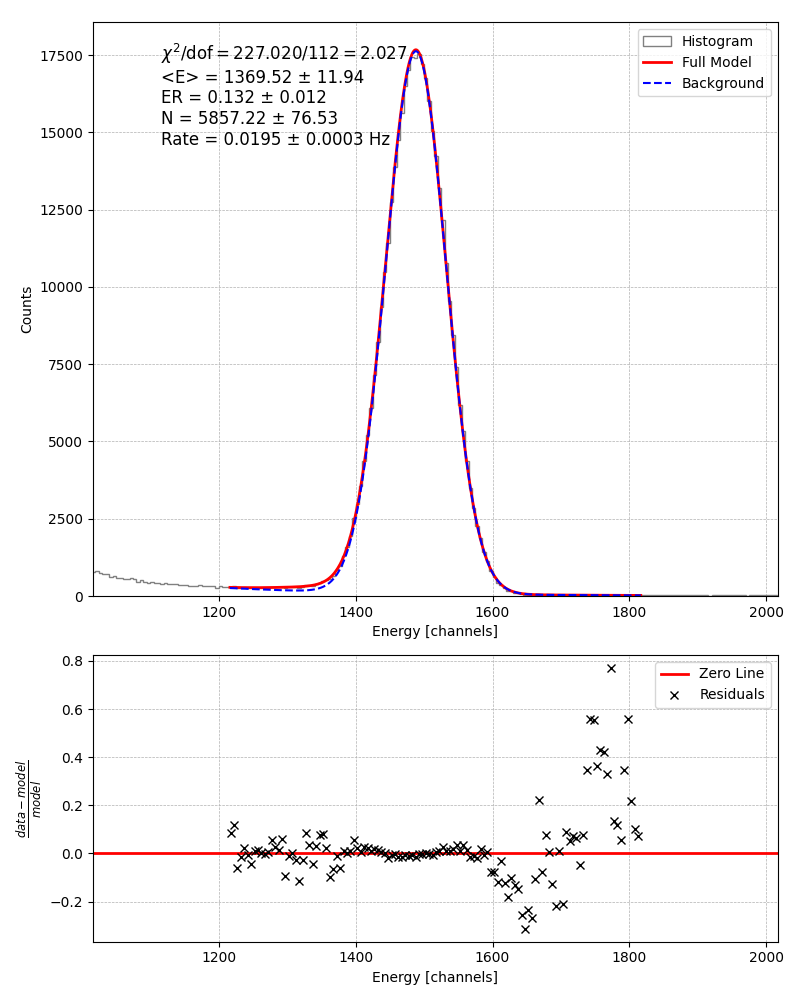 χ²/dof = 227.020/112 = 2.027
<E> = 1369.52 ± 11.94
ER = 0.132 ± 0.012
N = 5857.22 ± 76.53
Rate = 0.0195 ± 0.0003 Hz
Histogram
Full Model
Background
17500
15000
12500
10000
7500
5000
2500
0
Counts
1200 1400 1600 1800 2000
Energy [channels]
Zero Line
Residuals
0.8
0.6
0.4
0.2
0.0
−0.2
data − model
model
1200 1400 1600 1800 2000
Energy [channels]